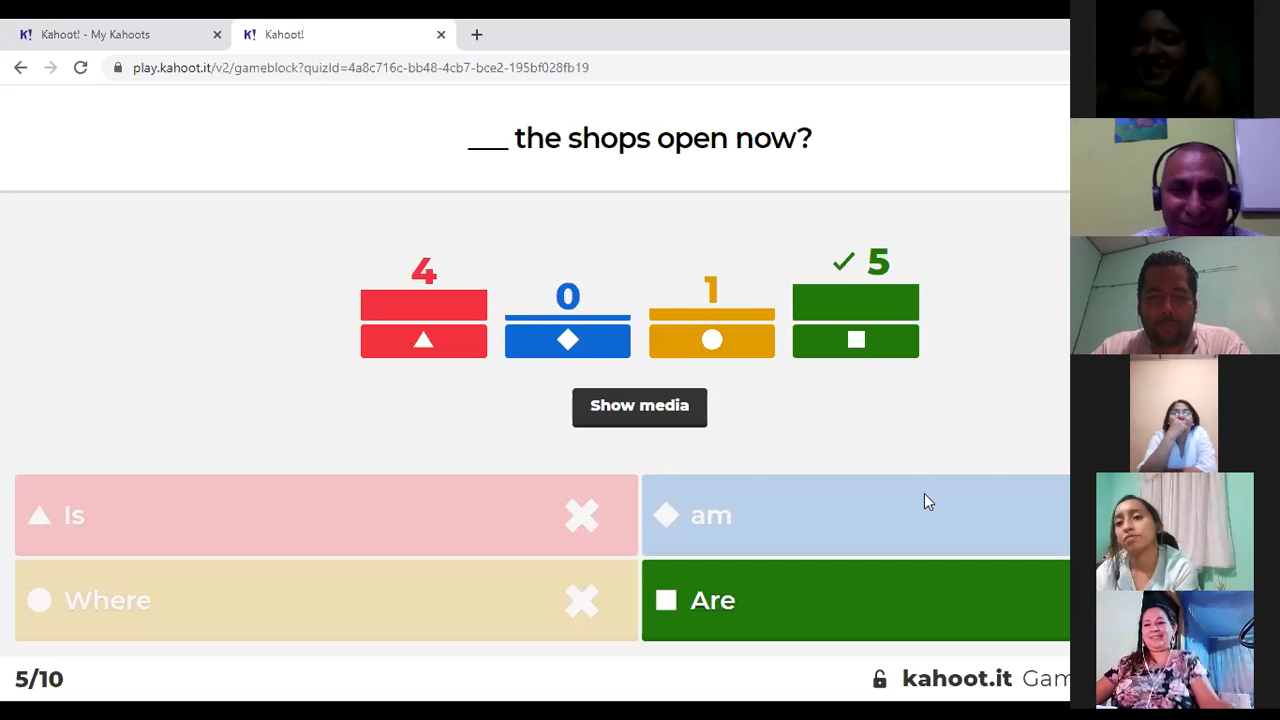 K! Kahoot! - My Kahoots
K! Kahoot!
play.kahoot.it/v2/gameblock?quizId=4a8c716c-bb48-4cb7-bce2-195bf028fb19
___ the shops open now?
4
0
1
5
Show media
Is
am
Where
Are
5/10
kahoot.it Gam